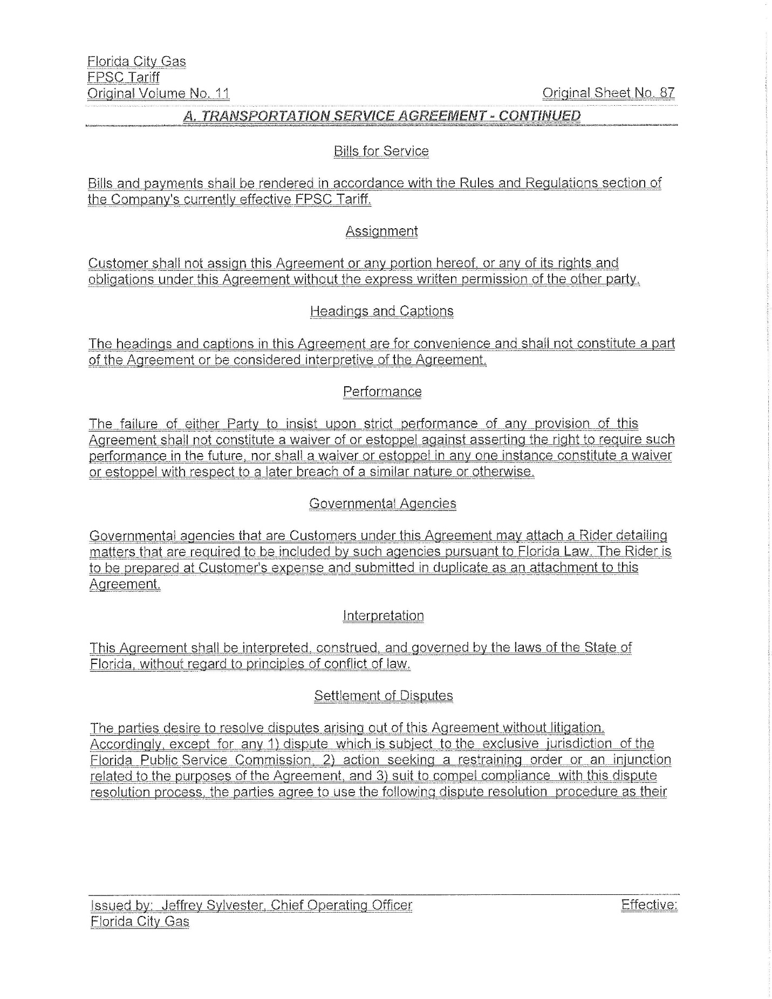 Florida City Gas
FPSC Tariff
Original Volume No. 11 Original Sheet No. 87
A. TRANSPORTATION SERVICE AGREEMENT - CONTINUED
Bills for Service
Bills and payments shall be rendered in accordance with the Rules and Regulations section of
the Company's currently effective FPSC Tariff.
Assignment
Customer shall not assign this Agreement or any portion hereof, or any of its rights and
obligations under this Agreement without the express written permission of the other party.
Headings and Captions
The headings and captions in this Agreement are for convenience and shall not constitute a part
of the Agreement or be considered interpretive of the Agreement.
Performance
The failure of either Party to insist upon strict performance of any provision of this
Agreement shall not constitute a waiver of or estoppel against asserting the right to require such
performance in the future, nor shall a waiver or estoppel in any one instance constitute a waiver
or estoppel with respect to a later breach of a similar nature or otherwise.
Governmental Agencies
Governmental agencies that are Customers under this Agreement may attach a Rider detailing
matters that are required to be included by such agencies pursuant to Florida Law. The Rider is
to be prepared at Customer's expense and submitted in duplicate as an attachment to this
Agreement.
Interpretation
This Agreement shall be interpreted, construed, and governed by the laws of the State of
Florida, without regard to principles of conflict of law.
Settlement of Disputes
The parties desire to resolve disputes arising out of this Agreement without litigation.
Accordingly, except for any 1) dispute which is subject to the exclusive jurisdiction of the
Florida Public Service Commission, 2) action seeking a restraining order or an injunction
related to the purposes of the Agreement, and 3) suit to compel compliance with this dispute
resolution process, the parties agree to use the following dispute resolution procedure as their
Issued by: Jeffrey Sylvester, Chief Operating Officer Effective:
Florida City Gas